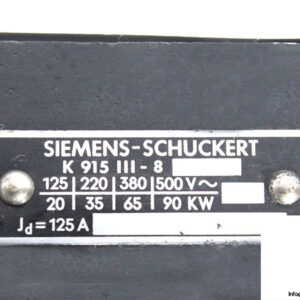 SIEMENS-SCHUCKERT
K 915 III - 8
125 220 380 500 V~
20 35 65 90 KW
Jd = 125 A